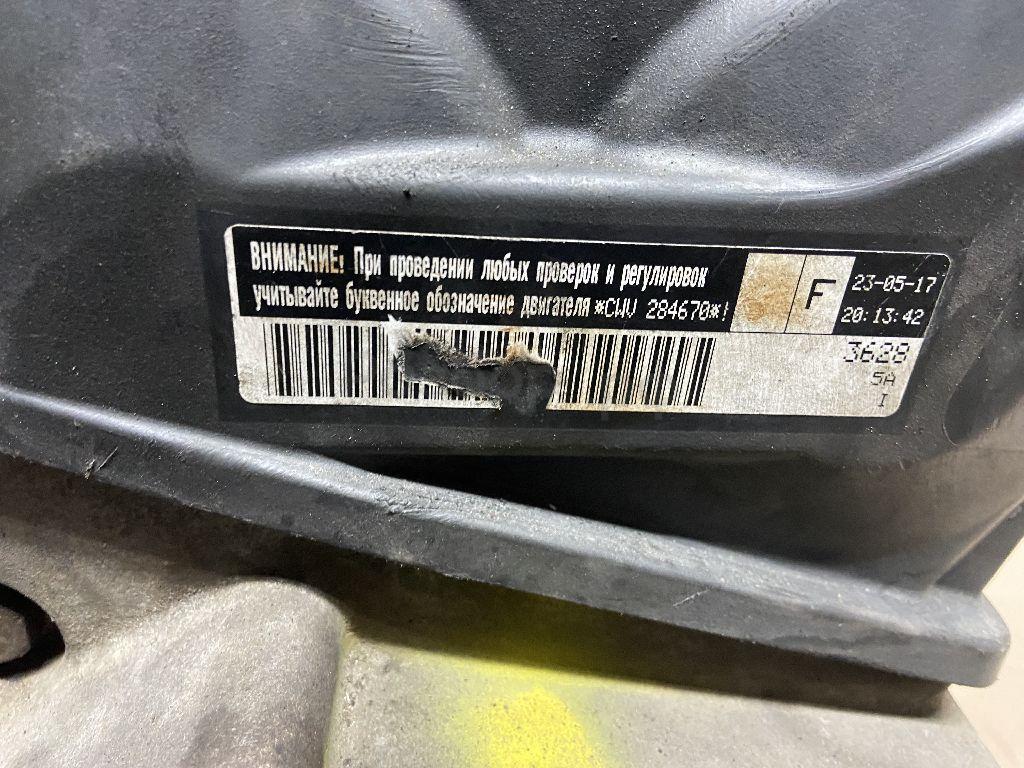 ВНИМАНИЕ: При проведении любых проверок и регулировок
учитывайте буквенное обозначение двигателя *CWV 284670*!
F
23-05-17
20:13:42
3628
5A
I